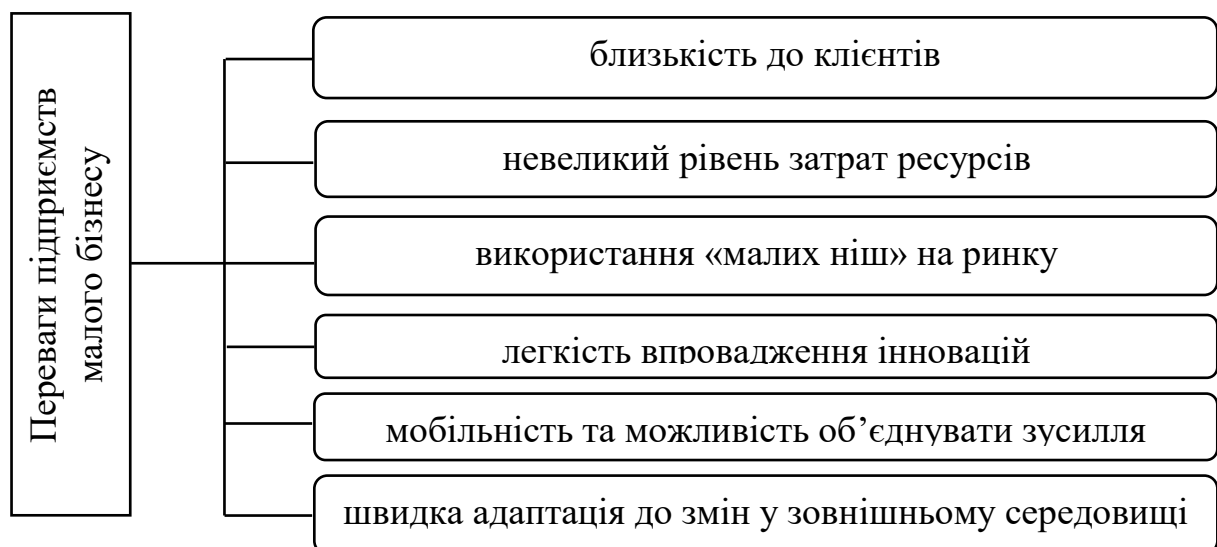 Переваги підприємств
малого бізнесу
близькість до клієнтів
невеликий рівень затрат ресурсів
використання «малих ніш» на ринку
легкість впровадження інновацій
мобільність та можливість об’єднувати зусилля
швидка адаптація до змін у зовнішньому середовищі